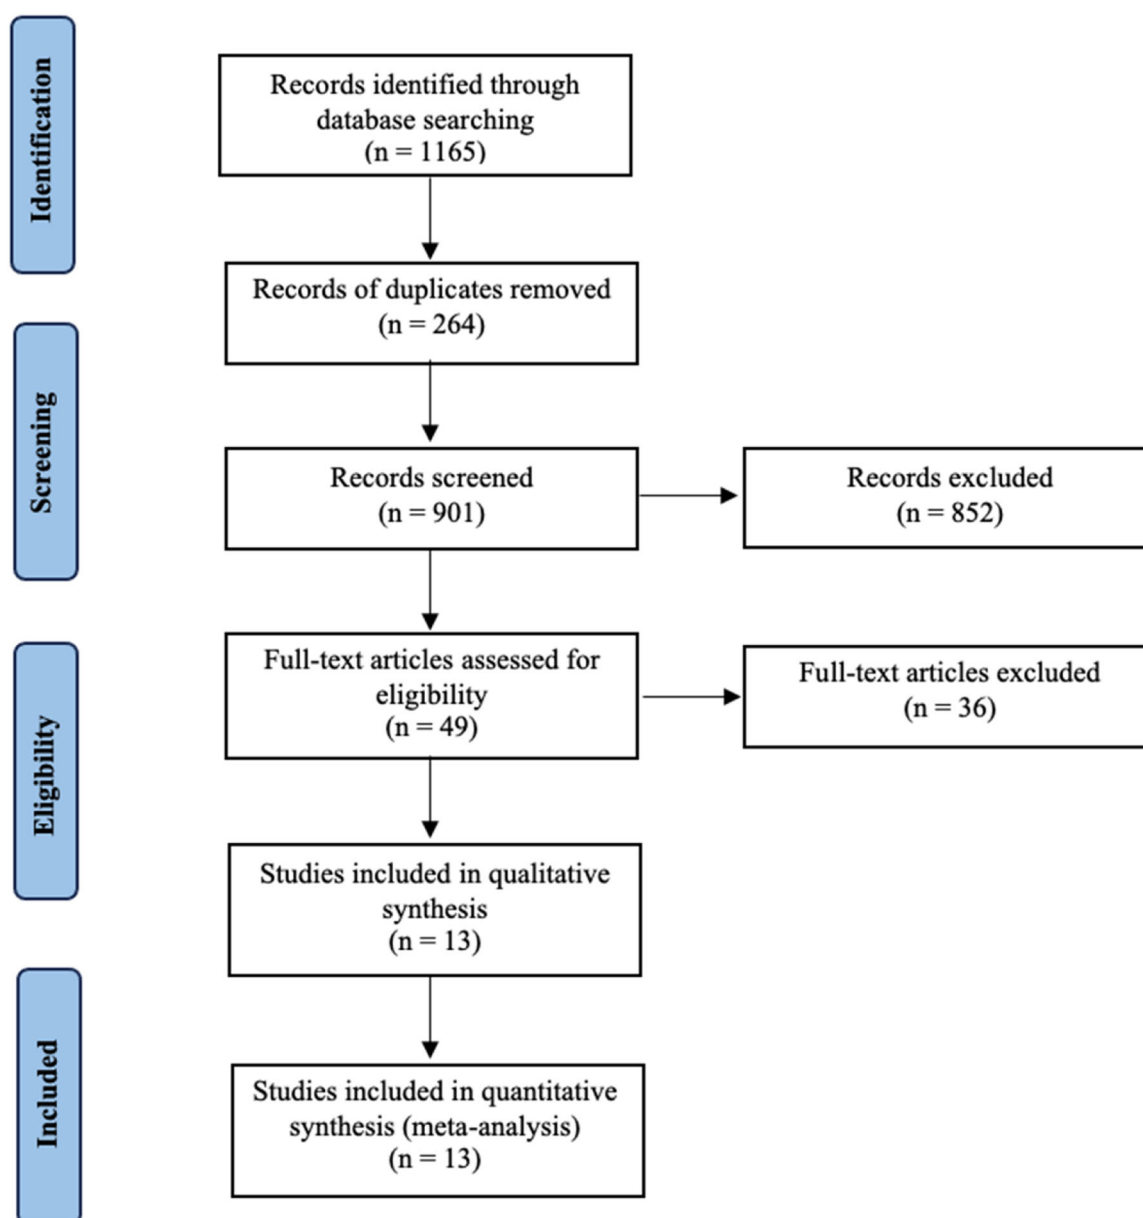 Identification
Records identified through
database searching
(n = 1165)
Records of duplicates removed
(n = 264)
Screening
Records screened
(n = 901)
Records excluded
(n = 852)
Eligibility
Full-text articles assessed for
eligibility
(n = 49)
Full-text articles excluded
(n = 36)
Studies included in qualitative
synthesis
(n = 13)
Included
Studies included in quantitative
synthesis (meta-analysis)
(n = 13)